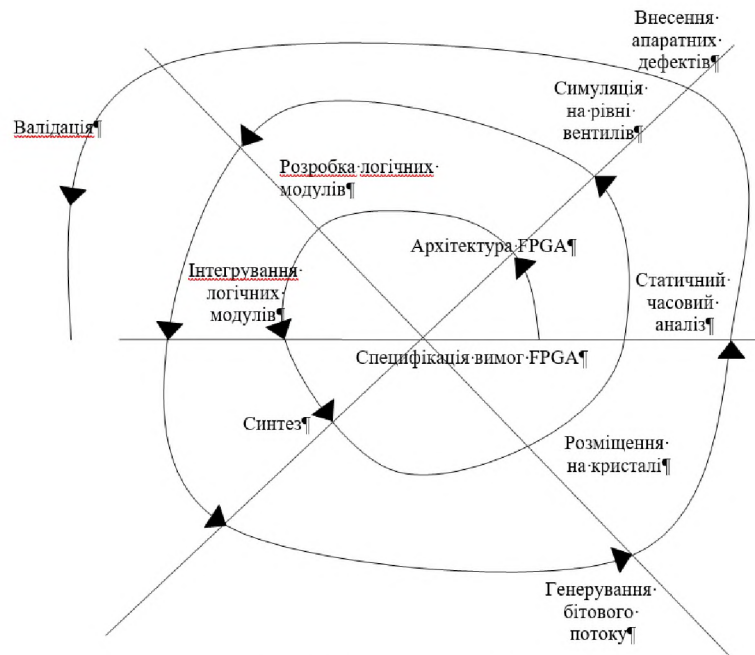 Внесення·
апаратних·
дефектів¶
Симуляція·
на·рівні·
вентилів¶
Валідація¶
Розробка·логічних·
модулів¶
Архітектура·FPGA¶
Інтегрування·
логічних·
модулів¶
Статичний·
часовий·
аналіз¶
Специфікація·вимог·FPGA¶
Синтез¶
Розміщення·
на·кристалі¶
Генерування·
бітового·
потоку¶